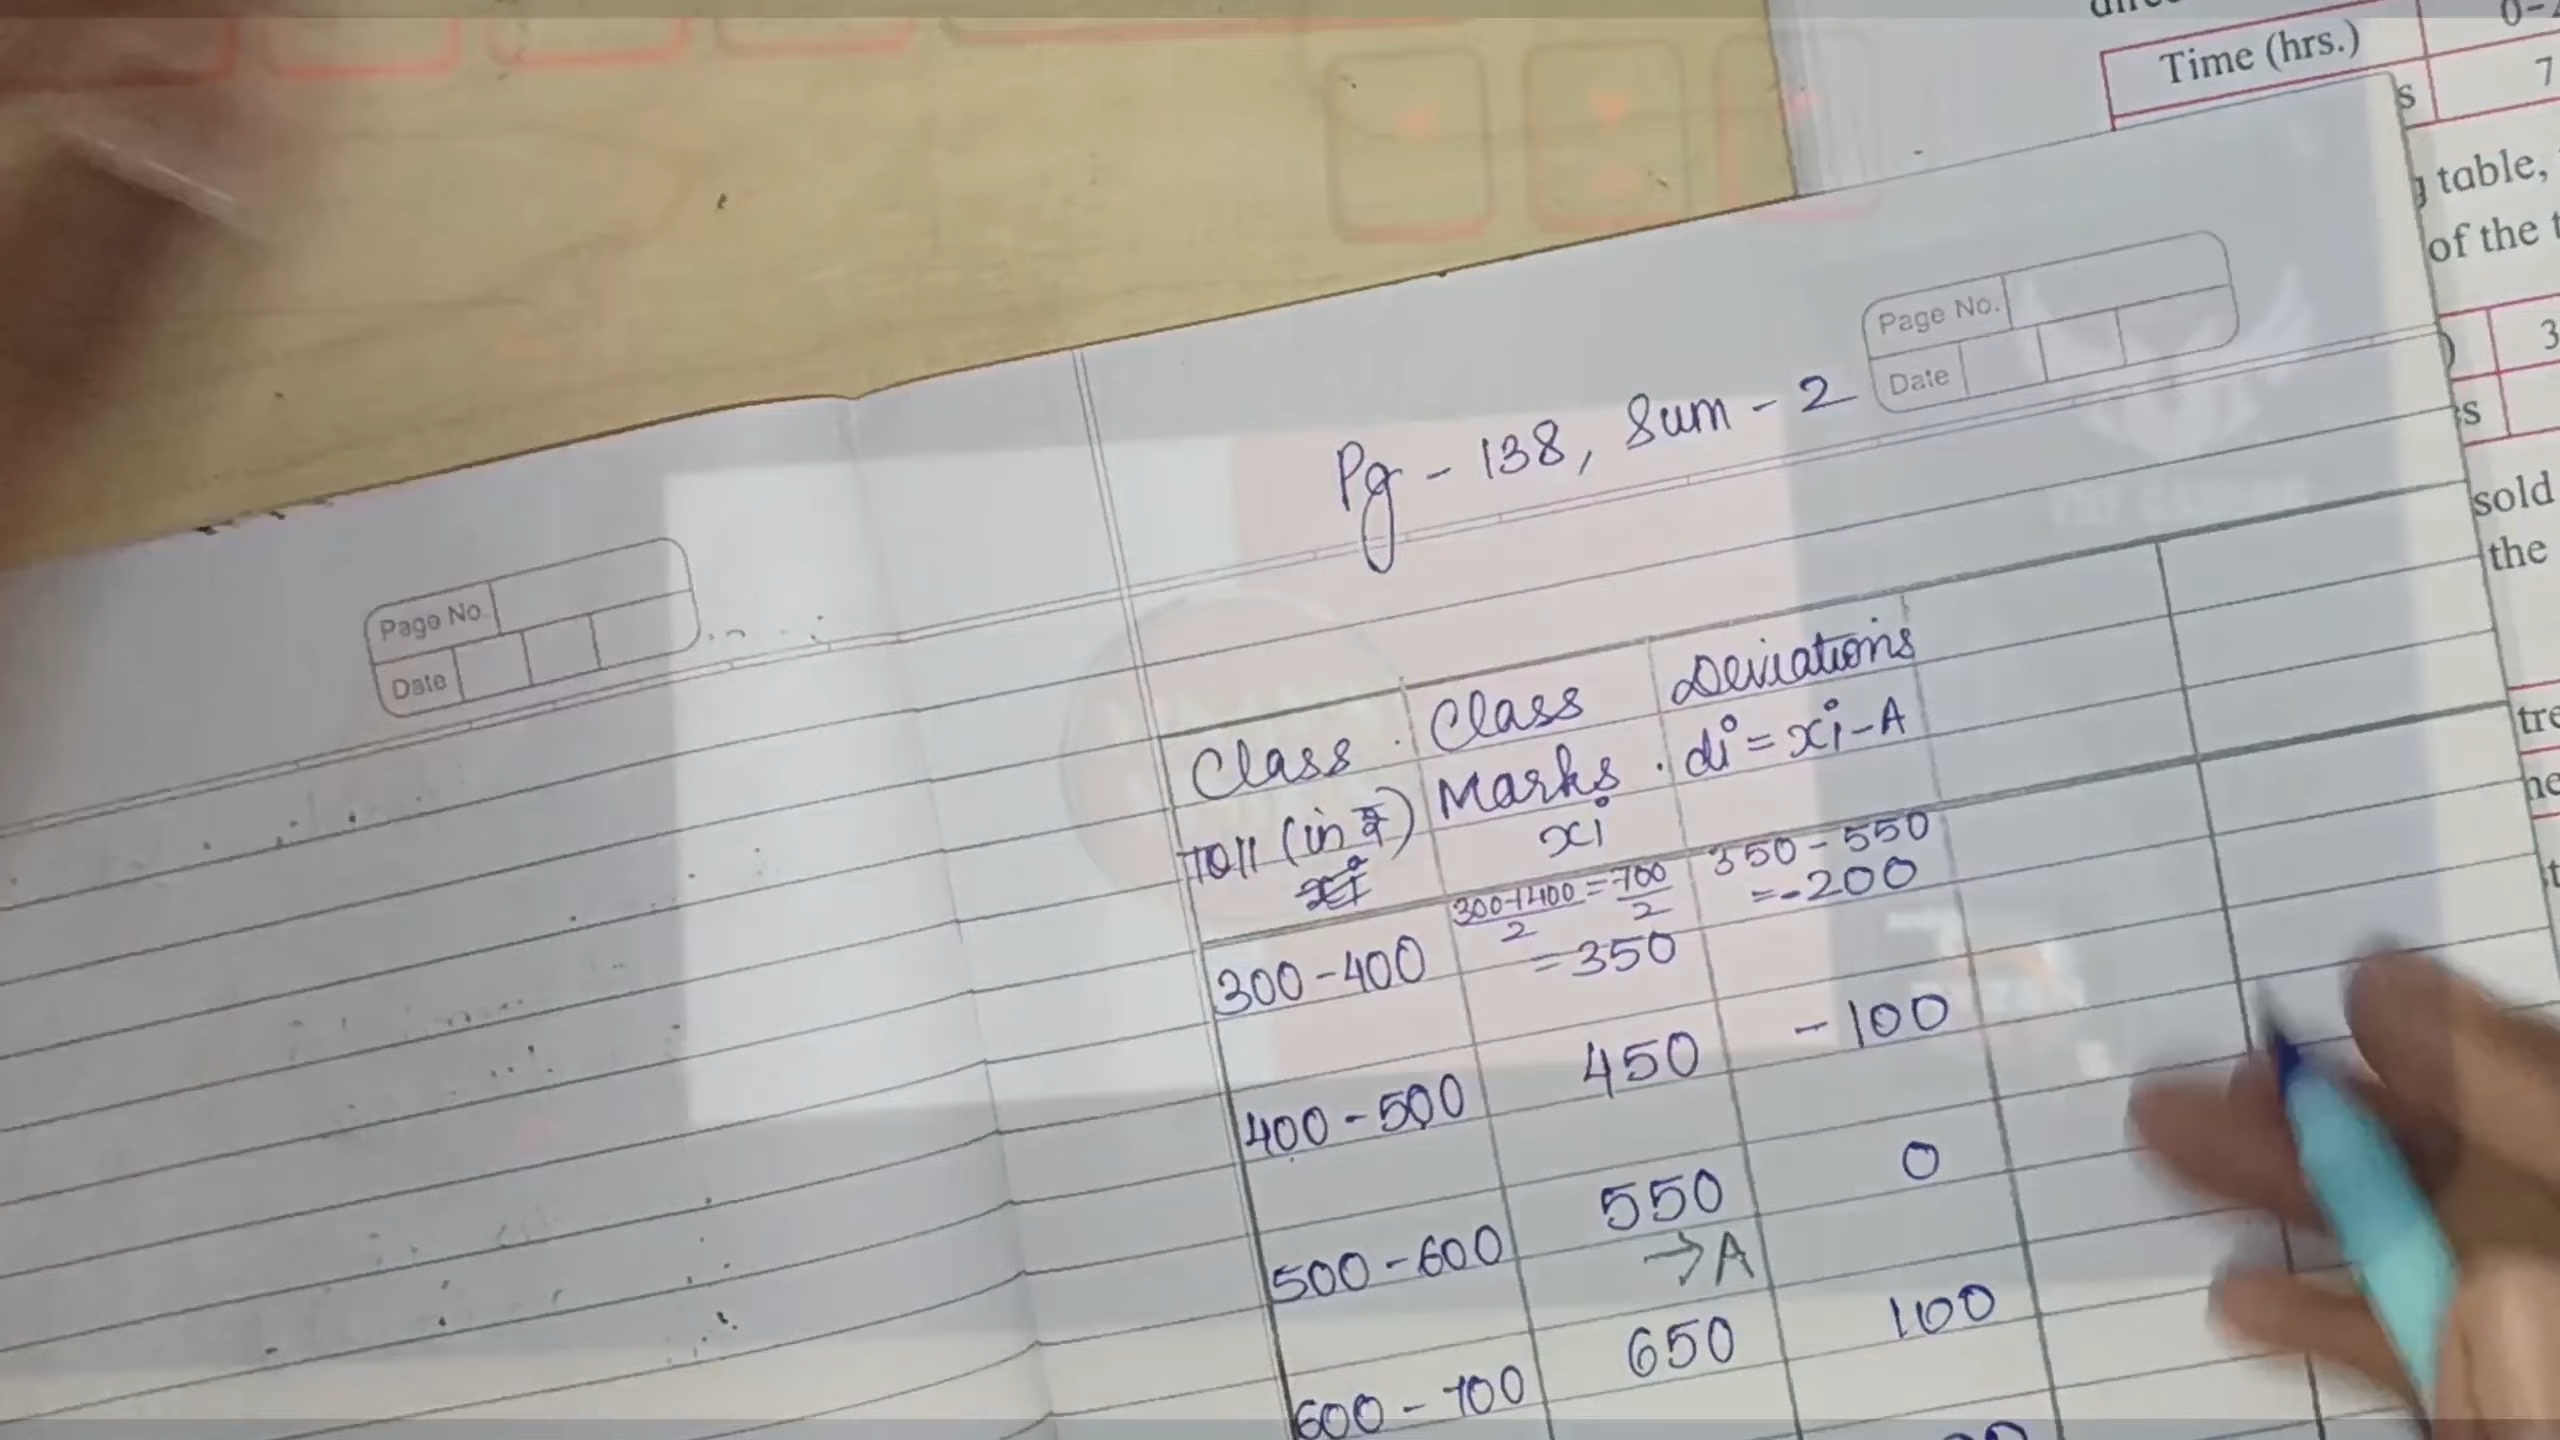 Time (hrs.)
7
s
table,
of the
3
s
sold
the
Page No.
Date
Page No.
Date
Pg - 138, Sum - 2
Class
Toll (in ₹)
Class
Marks
xi
Deviations
di = xi - A
300-400
300+400/2 = 700/2
= 350
350 - 550
= -200
400-500
450
-100
500-600
550
→A
0
600-700
650
100